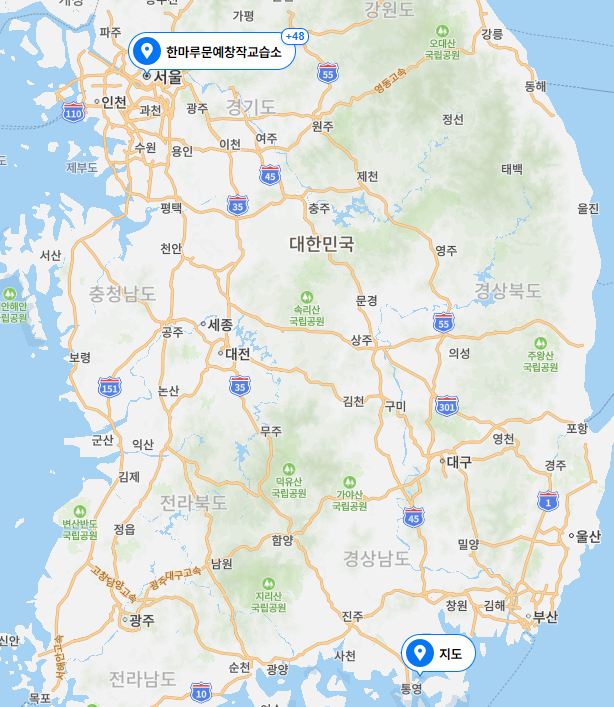 강원도
가평
파주
강릉
오대산
국립공원
+48
한마루문예창작교습소
서울
55
영동고속
동해
인천
110
과천
광주
경기도
원주
정선
수원
용인
이천
여주
제부도
45
제천
태백
35
평택
충주
울진
서산
천안
대한민국
영주
안해안
립공원
충청남도
속리산
국립공원
문경
경상북도
공주
세종
55
대전
상주
의성
주왕산
국립공원
보령
151
논산
35
김천
구미
301
군산
익산
무주
대구
영천
포항
김제
경주
변산반도
국립공원
전라북도
덕유산
국립공원
가야산
국립공원
1
정읍
45
함양
밀양
울산
경상남도
고창담양고속
광주대구고속
남원
지리산
국립공원
광주
진주
창원
김해
부산
신안
서해안고속
지도
순천
광양
사천
전라남도
10
통영
목포